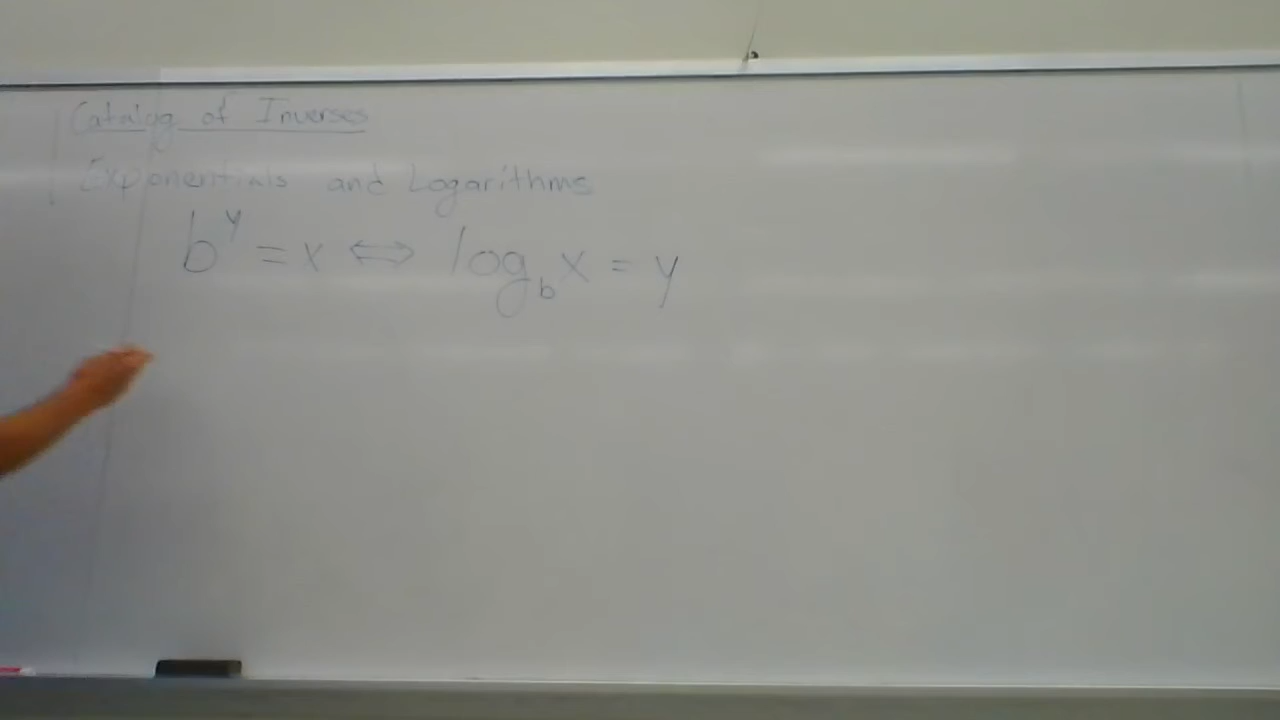 Catalog of Inverses
Exponentials and Logarithms
b^y = x ⟺ log_b x = y